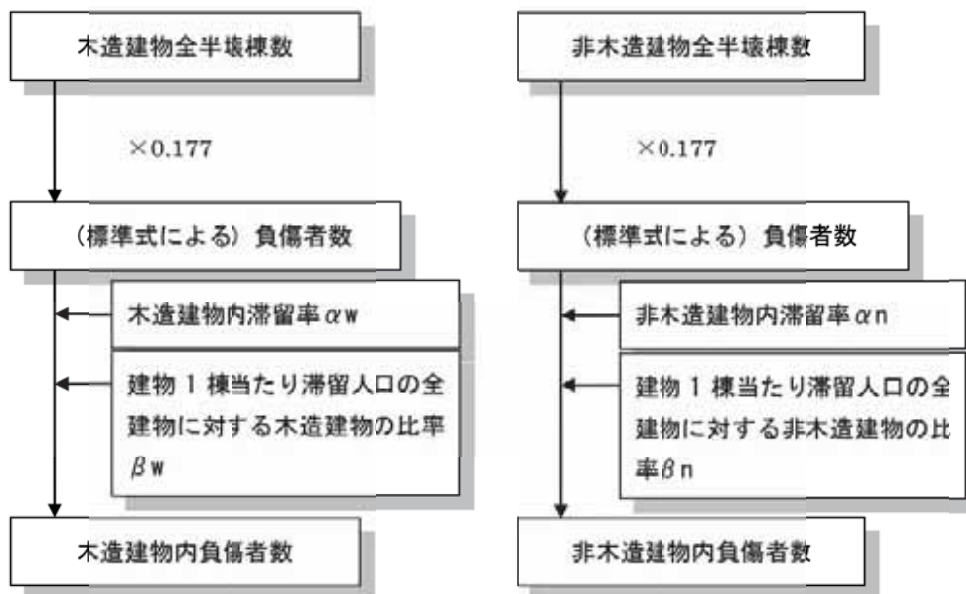 木造建物全半壊棟数
×0.177
(標準式による)負傷者数
木造建物内滞留率αw
建物1棟当たり滞留人口の全
建物に対する木造建物の比率
βw
木造建物内負傷者数
非木造建物全半壊棟数
×0.177
(標準式による)負傷者数
非木造建物内滞留率αn
建物1棟当たり滞留人口の全
建物に対する非木造建物の比
率βn
非木造建物内負傷者数